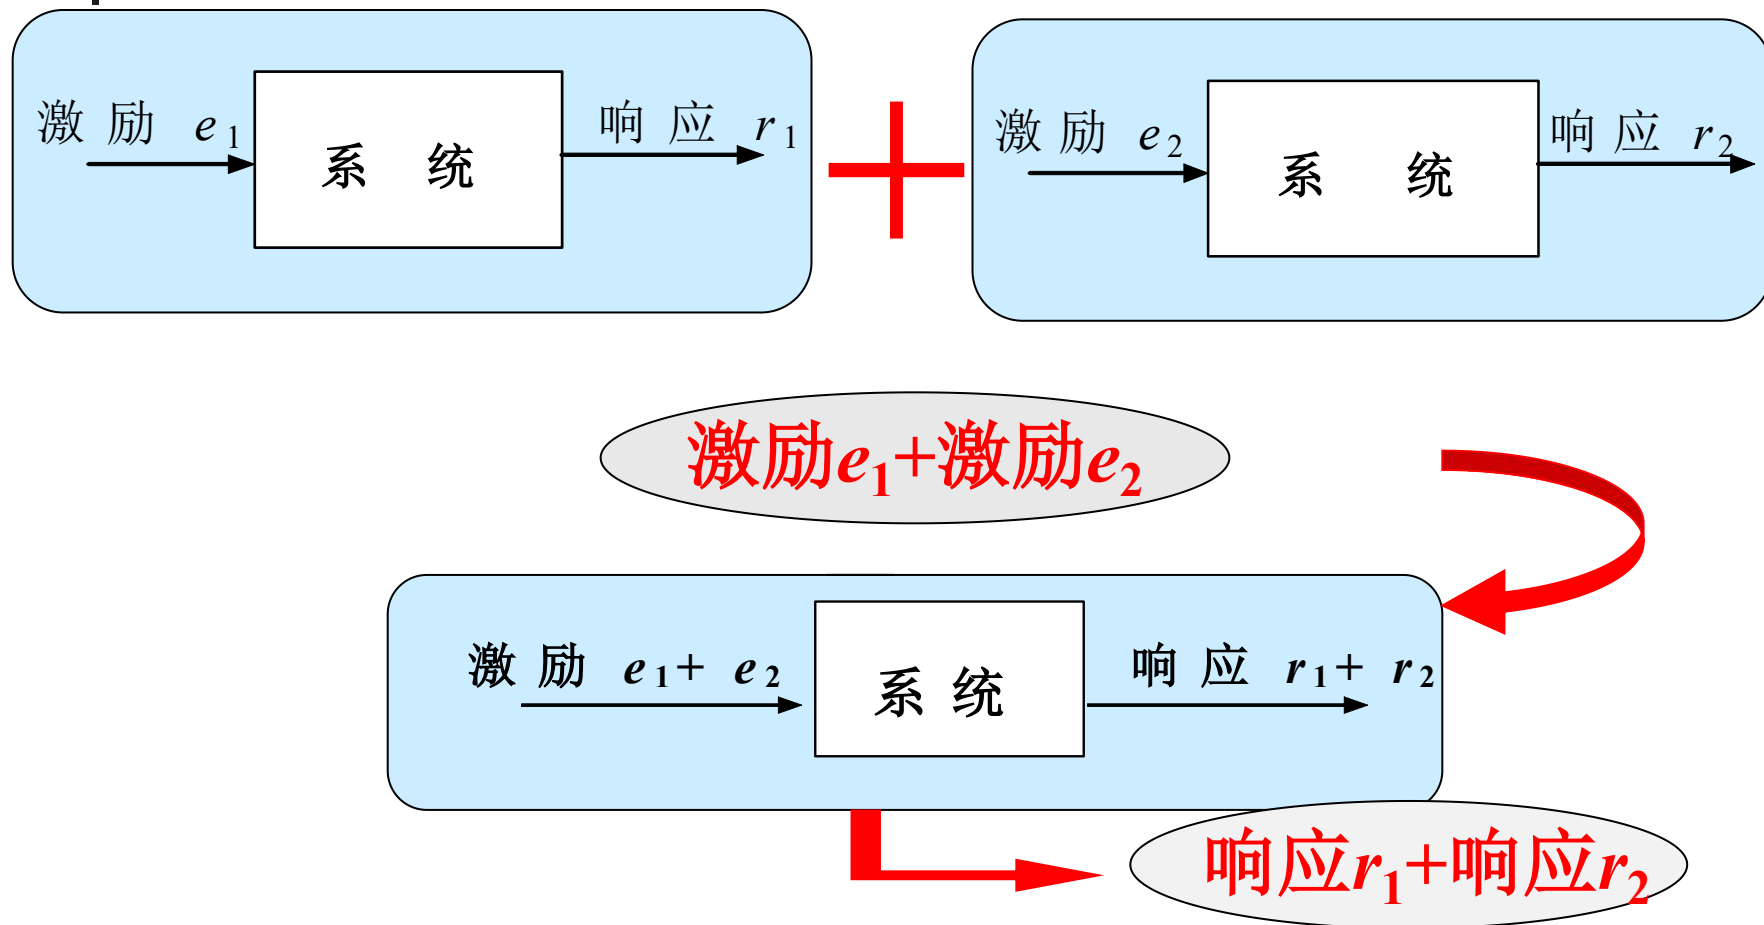 激励 e1
系 统
响应 r1
激励 e2
系 统
响应 r2
激励e1+激励e2
激励 e1+ e2
系 统
响应 r1+ r2
响应r1+响应r2